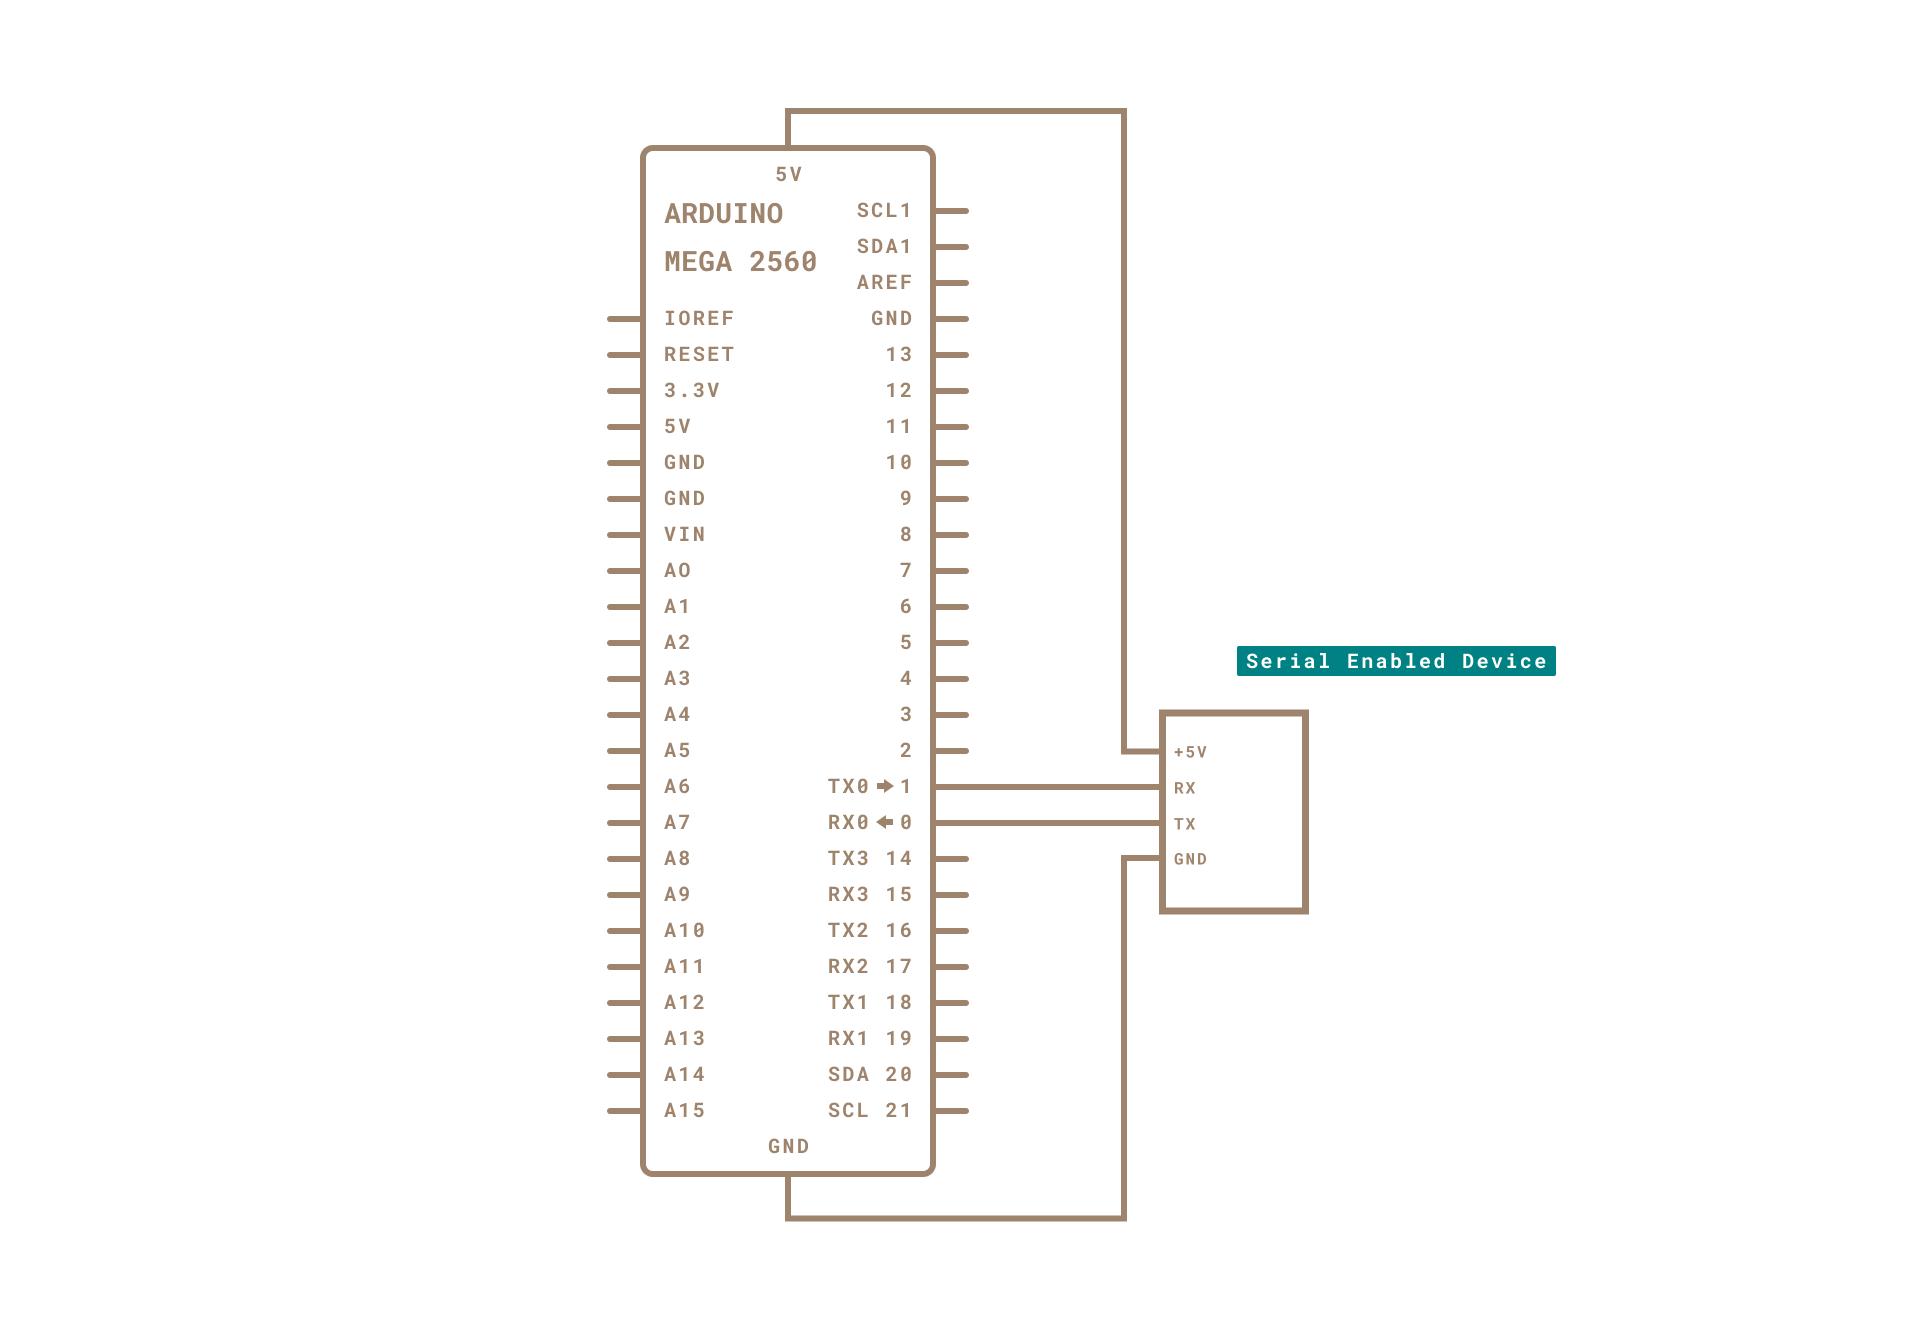 5V
ARDUINO
MEGA 2560
SCL1
SDA1
AREF
GND
13
12
11
10
9
8
7
6
5
4
3
2
TX0 1
RX0 0
TX3 14
RX3 15
TX2 16
RX2 17
TX1 18
RX1 19
SDA 20
SCL 21
IOREF
RESET
3.3V
5V
GND
GND
VIN
A0
A1
A2
A3
A4
A5
A6
A7
A8
A9
A10
A11
A12
A13
A14
A15
GND
Serial Enabled Device
+5V
RX
TX
GND